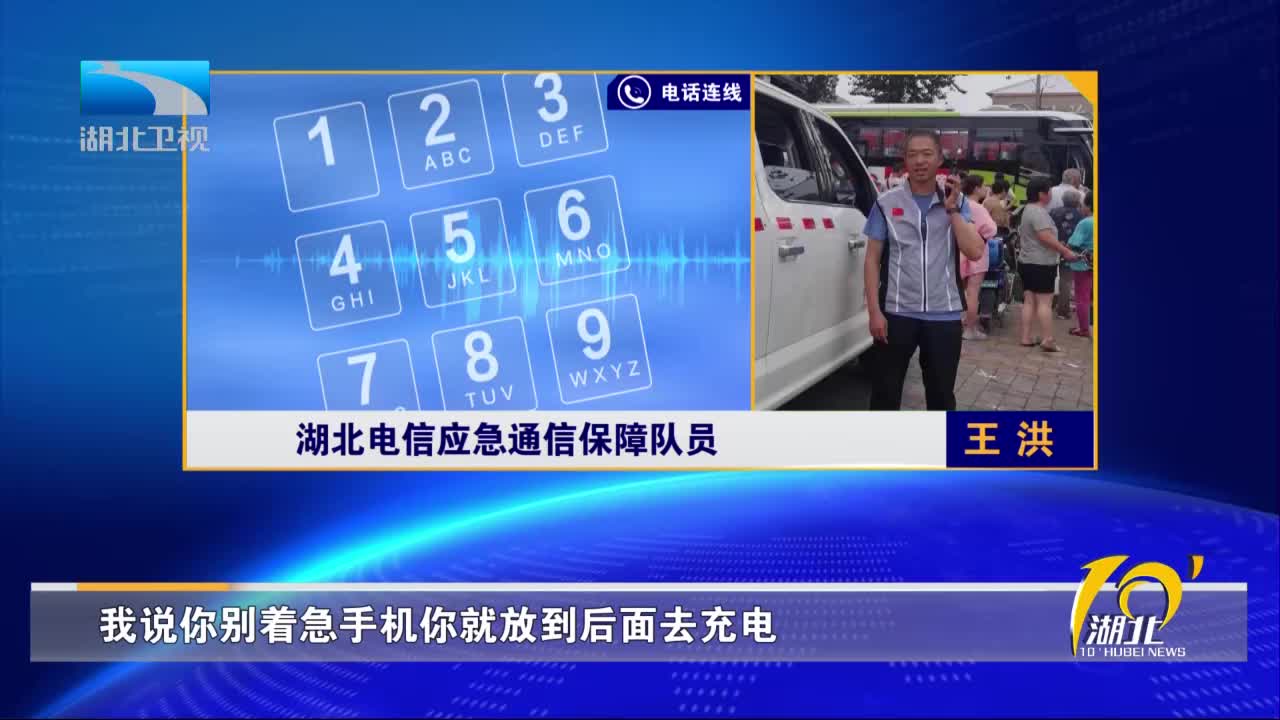 湖北卫视
电话连线
1
2
ABC
3
DEF
4
GHI
5
JKL
6
MNO
7
8
TUV
9
WXYZ
湖北电信应急通信保障队员
王 洪
我说你别着急手机你就放到后面去充电
10'
湖北
10'HUBEI NEWS